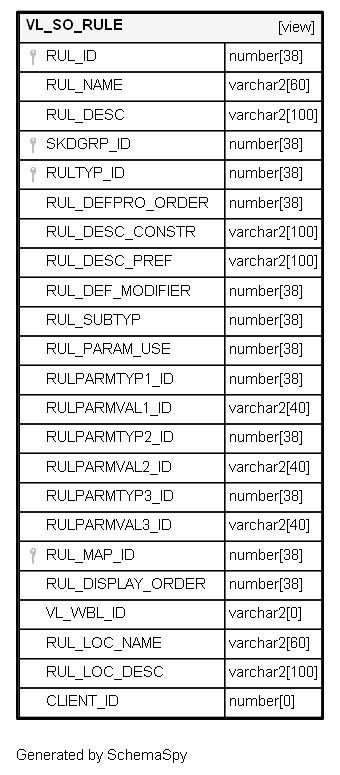 VL_SO_RULE [view]
RUL_ID number[38]
RUL_NAME varchar2[60]
RUL_DESC varchar2[100]
SKDGRP_ID number[38]
RULTYP_ID number[38]
RUL_DEFPRO_ORDER number[38]
RUL_DESC_CONSTR varchar2[100]
RUL_DESC_PREF varchar2[100]
RUL_DEF_MODIFIER number[38]
RUL_SUBTYP number[38]
RUL_PARAM_USE number[38]
RULPARMTYP1_ID number[38]
RULPARMVAL1_ID varchar2[40]
RULPARMTYP2_ID number[38]
RULPARMVAL2_ID varchar2[40]
RULPARMTYP3_ID number[38]
RULPARMVAL3_ID varchar2[40]
RUL_MAP_ID number[38]
RUL_DISPLAY_ORDER number[38]
VL_WBL_ID varchar2[0]
RUL_LOC_NAME varchar2[60]
RUL_LOC_DESC varchar2[100]
CLIENT_ID number[0]
Generated by SchemaSpy